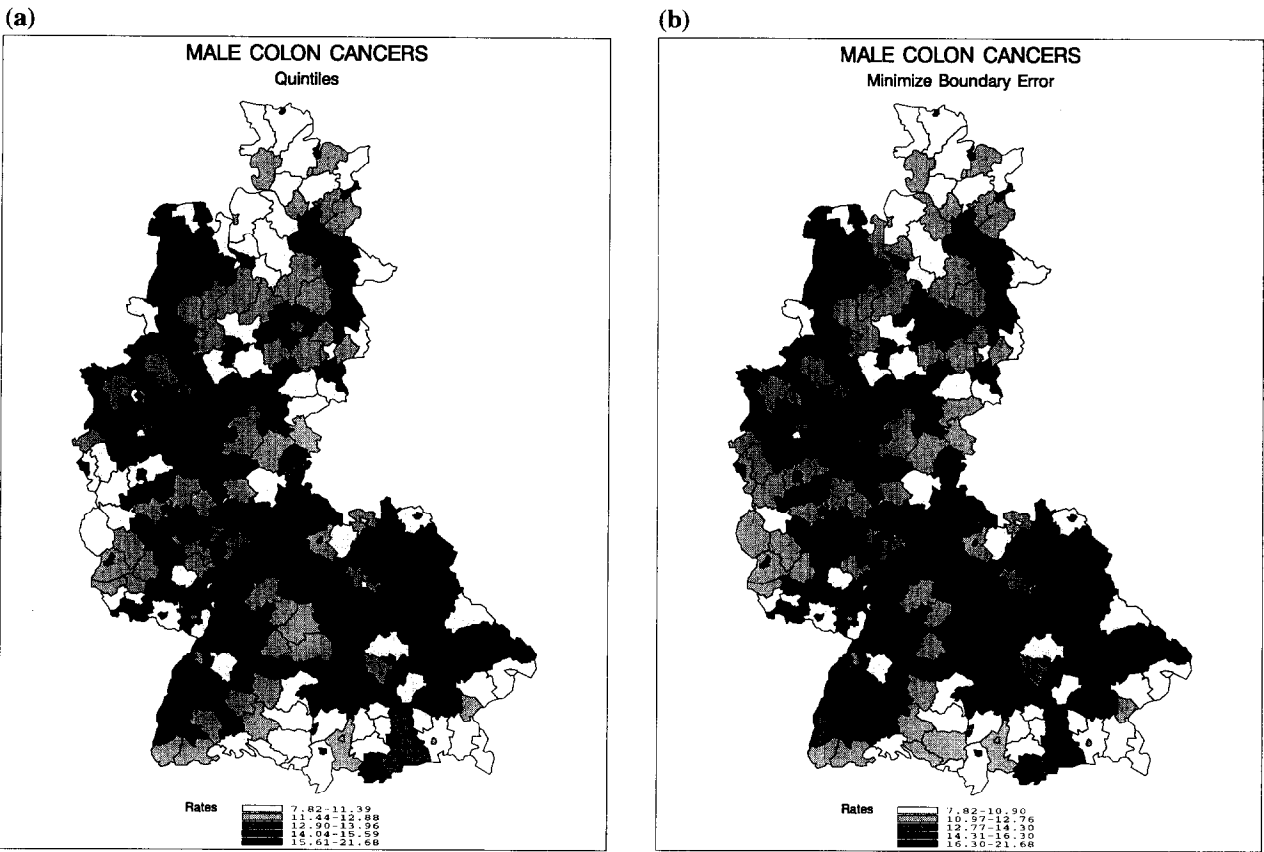 (a)
MALE COLON CANCERS
Quintiles
Rates
7.82-11.39
11.44-12.88
12.90-13.96
14.04-15.59
15.61-21.68
(b)
MALE COLON CANCERS
Minimize Boundary Error
Rates
7.82-10.90
10.97-12.76
12.77-14.30
14.31-16.30
16.30-21.68